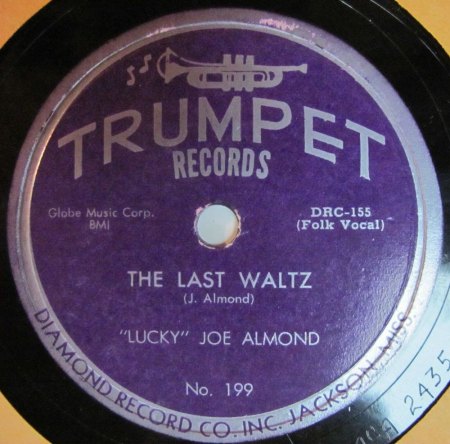 TRUMPET
RECORDS
Globe Music Corp.
BMI
DRC-155
(Folk Vocal)
THE LAST WALTZ
(J. Almond)
"LUCKY" JOE ALMOND
No. 199
DIAMOND RECORD CO. INC. JACKSON, MISS.
2435